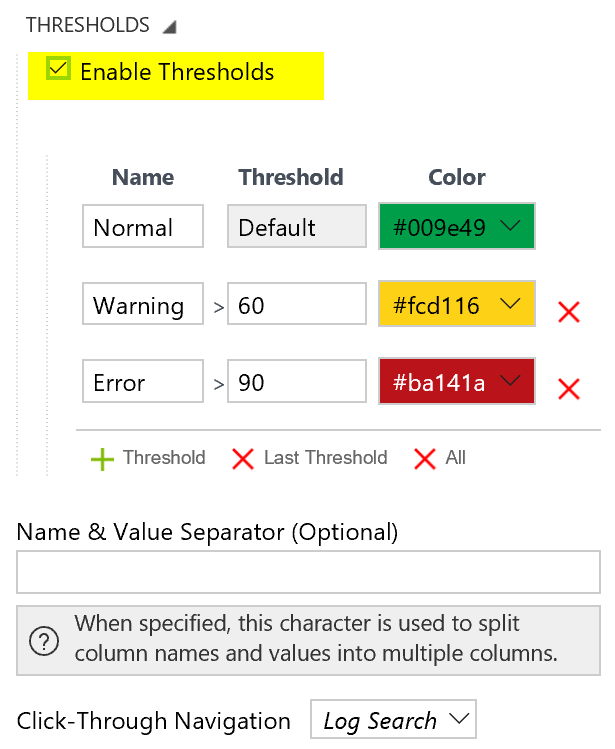 THRESHOLDS
Enable Thresholds
Name Threshold Color
Normal Default #009e49
Warning > 60 #fcd116
Error > 90 #ba141a
Threshold Last Threshold All
Name & Value Separator (Optional)
When specified, this character is used to split
column names and values into multiple columns.
Click-Through Navigation Log Search